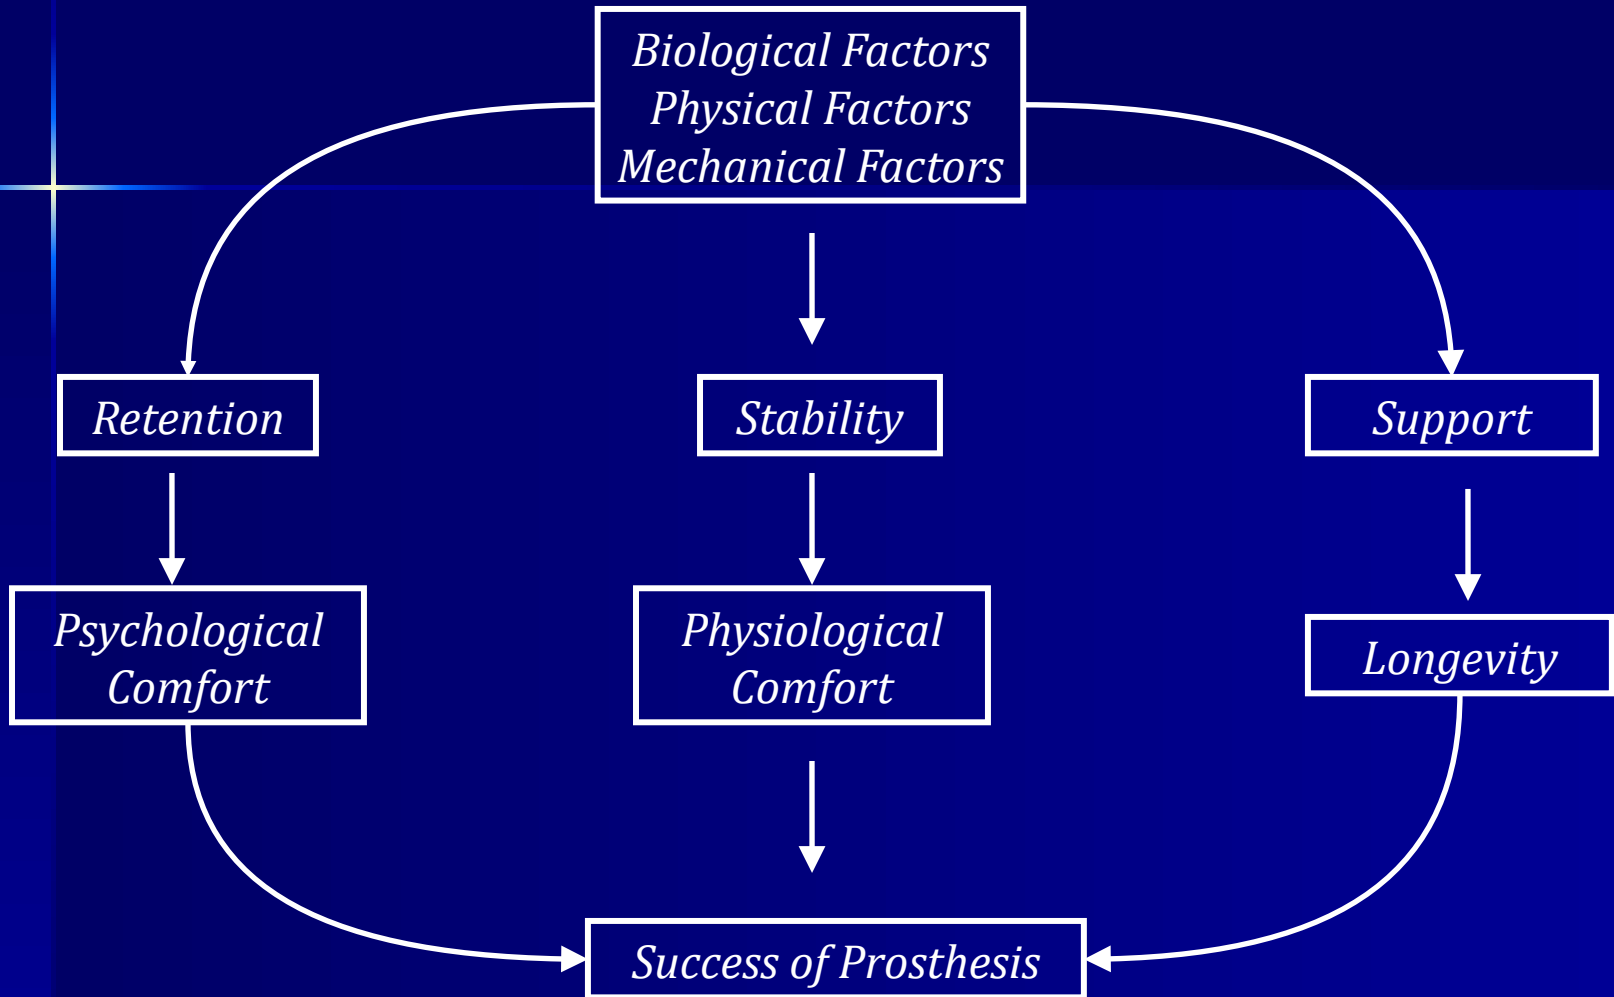 Biological Factors
Physical Factors
Mechanical Factors
Retention
Stability
Support
Psychological
Comfort
Physiological
Comfort
Longevity
Success of Prosthesis